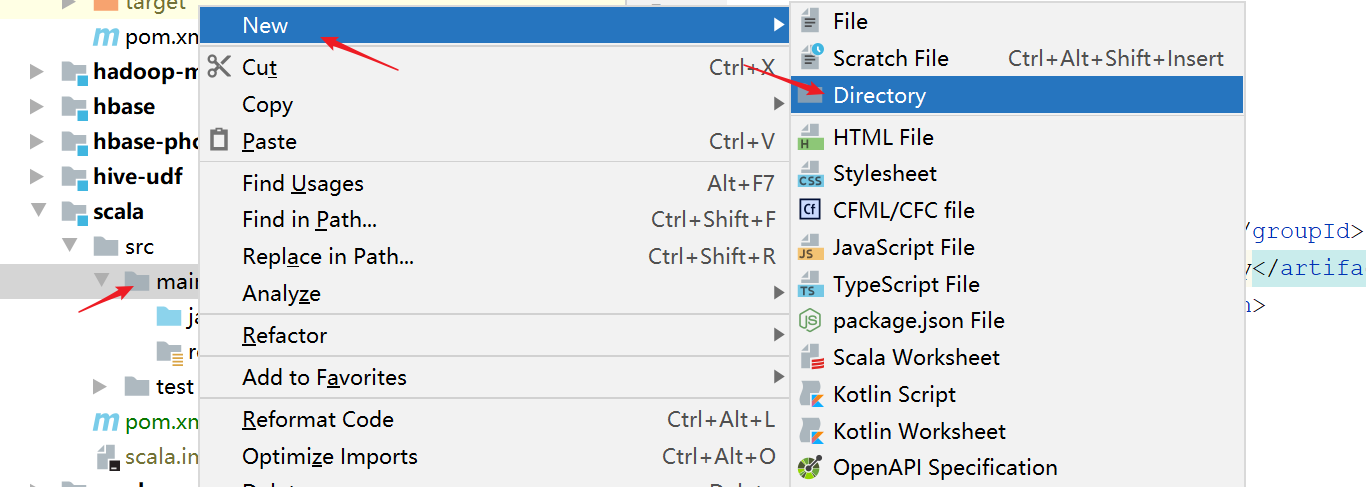 target
pom.xm
hadoop-m
hbase
hbase-pho
hive-udf
scala
src
main
ja
re
test
pom.xm
scala.im
New
Cut Ctrl+X
Copy
Paste Ctrl+V
Find Usages Alt+F7
Find in Path... Ctrl+Shift+F
Replace in Path... Ctrl+Shift+R
Analyze
Refactor
Add to Favorites
Reformat Code Ctrl+Alt+L
Optimize Imports Ctrl+Alt+O
File
Scratch File Ctrl+Alt+Shift+Insert
Directory
HTML File
Stylesheet
CFML/CFC file
JavaScript File
TypeScript File
package.json File
Scala Worksheet
Kotlin Script
Kotlin Worksheet
OpenAPI Specification
/groupId>
</artifa
>